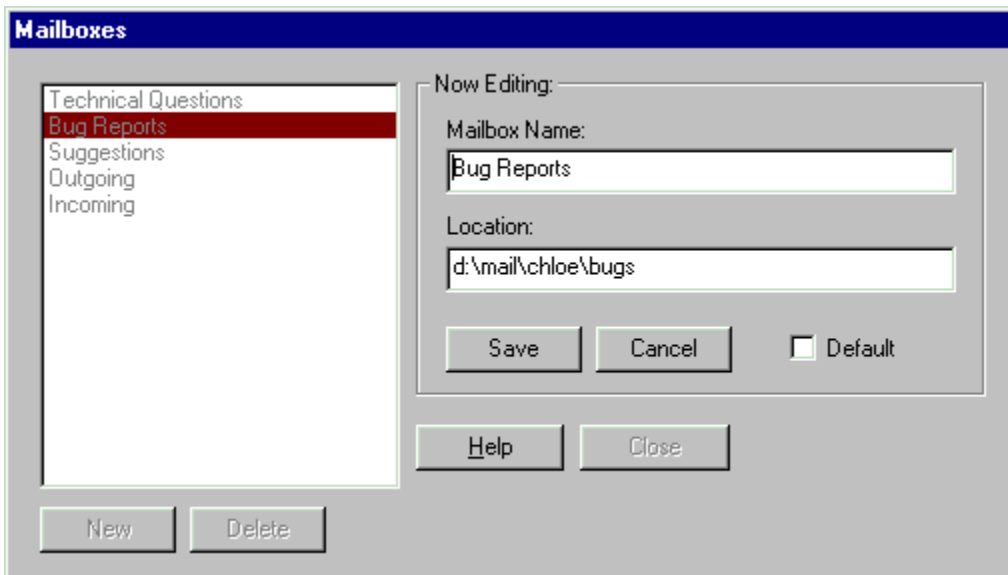 Mailboxes
Technical Questions
Bug Reports
Suggestions
Outgoing
Incoming
New
Delete
Now Editing:
Mailbox Name:
Bug Reports
Location:
d:\mail\chloe\bugs
Save
Cancel
Default
Help
Close